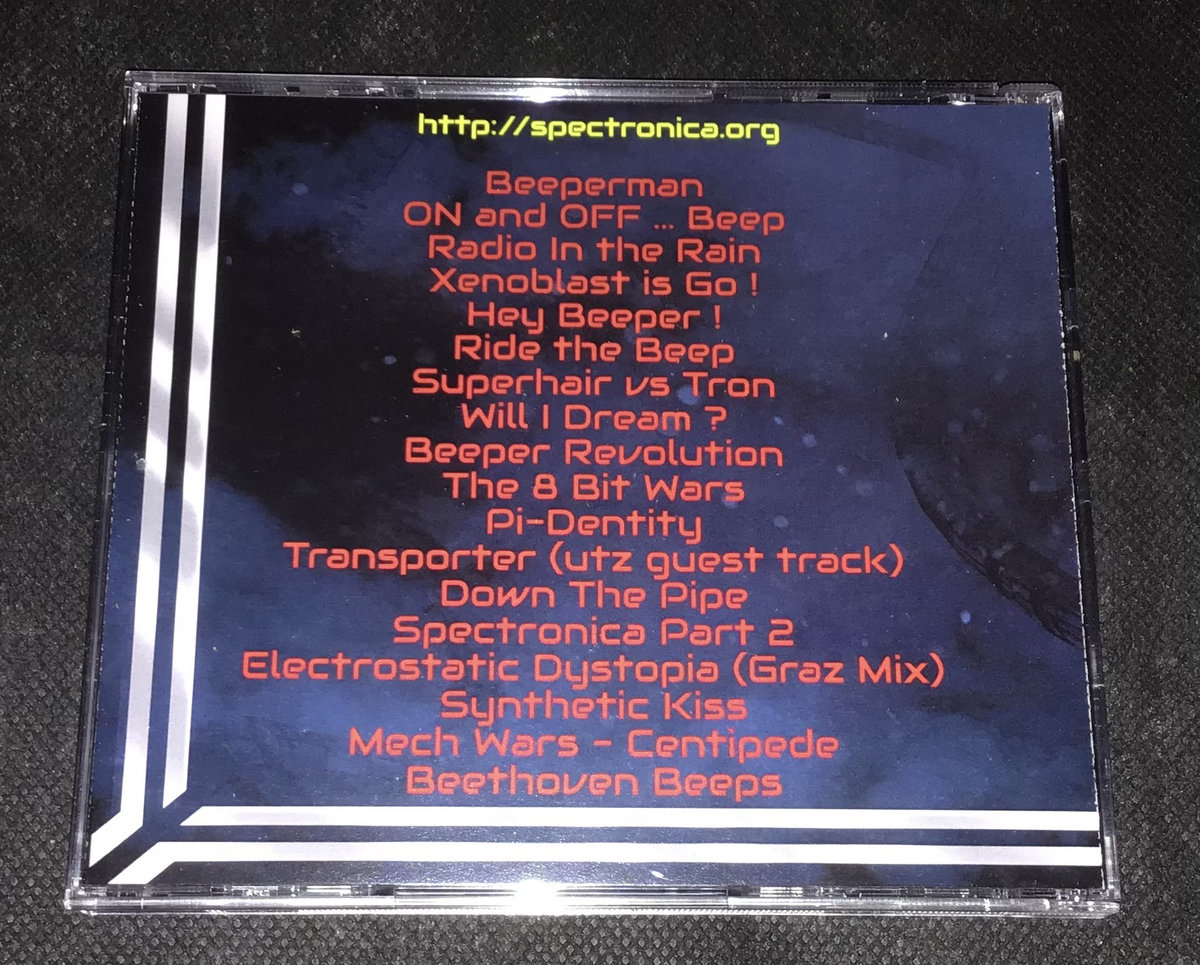 http://spectronica.org
Beeperman
ON and OFF ... Beep
Radio In the Rain
Xenoblast is Go !
Hey Beeper !
Ride the Beep
Superhair vs Tron
Will I Dream ?
Beeper Revolution
The 8 Bit Wars
Pi-Dentity
Transporter (utz guest track)
Down The Pipe
Spectronica Part 2
Electrostatic Dystopia (Graz Mix)
Synthetic Kiss
Mech Wars - Centipede
Beethoven Beeps